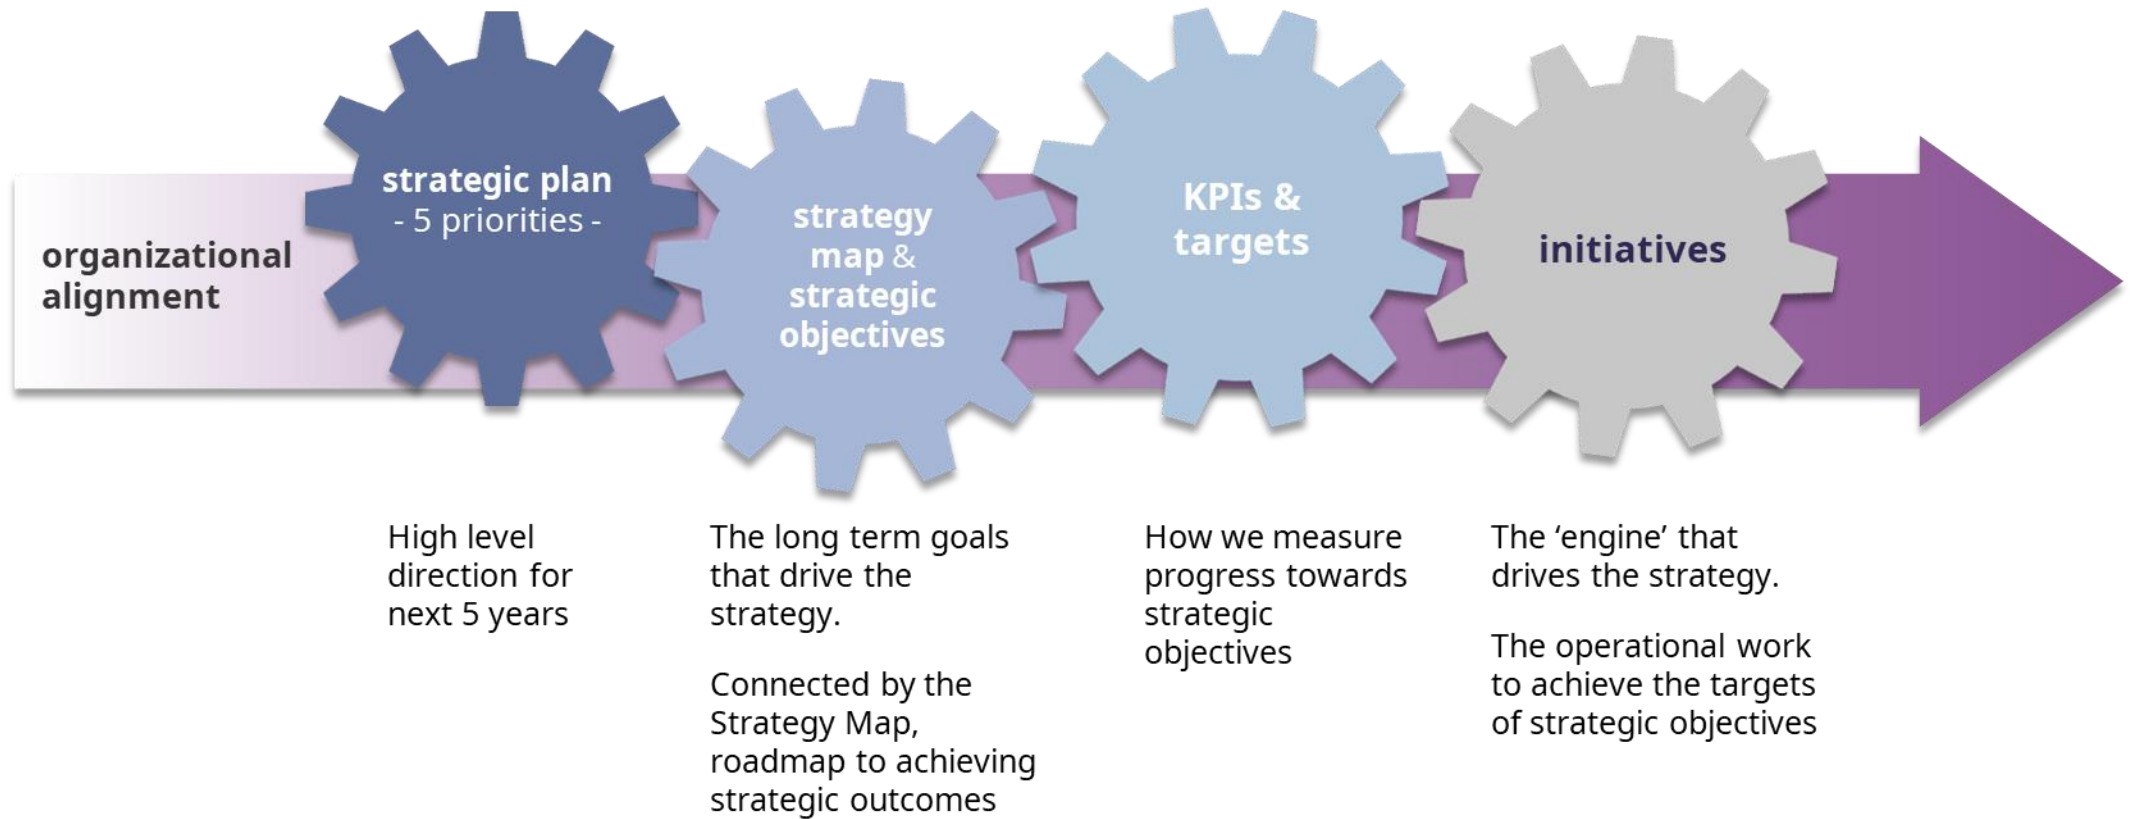 organizational
alignment
strategic plan
- 5 priorities -
strategy
map &
strategic
objectives
KPIs &
targets
initiatives
High level
direction for
next 5 years
The long term goals
that drive the
strategy.
Connected by the
Strategy Map,
roadmap to achieving
strategic outcomes
How we measure
progress towards
strategic
objectives
The ‘engine’ that
drives the strategy.
The operational work
to achieve the targets
of strategic objectives